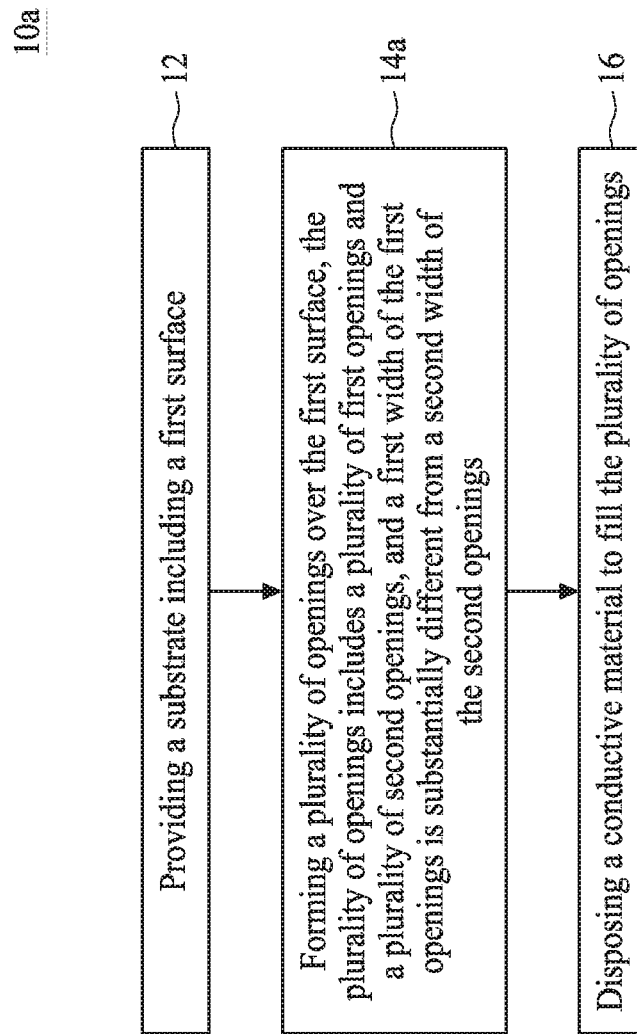 10a
Providing a substrate including a first surface
12
Forming a plurality of openings over the first surface, the
plurality of openings includes a plurality of first openings and
a plurality of second openings, and a first width of the first
openings is substantially different from a second width of
the second openings
14a
Disposing a conductive material to fill the plurality of openings
16